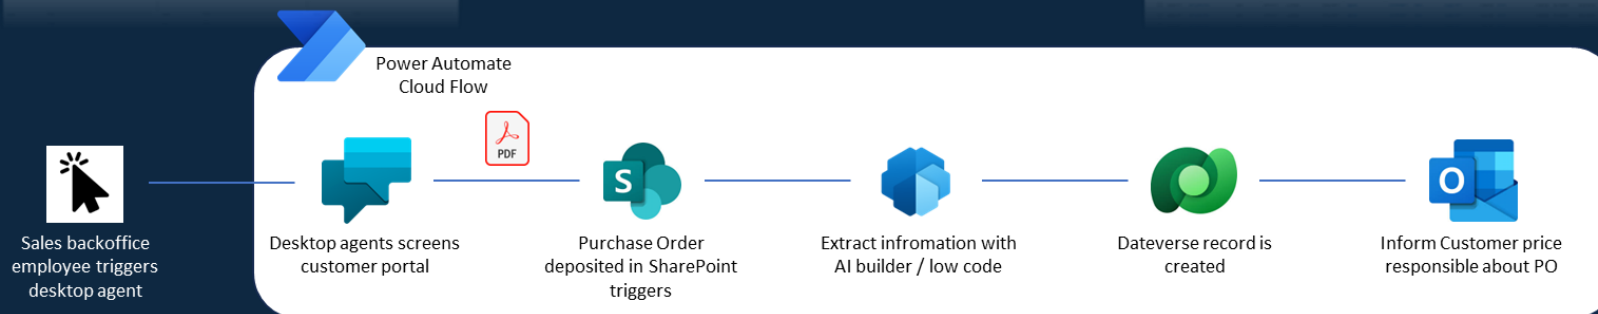 Power Automate
Cloud Flow
PDF
S
O
Sales backoffice
employee triggers
desktop agent
Desktop agents screens
customer portal
Purchase Order
deposited in SharePoint
triggers
Extract infromation with
AI builder / low code
Dateverse record is
created
Inform Customer price
responsible about PO